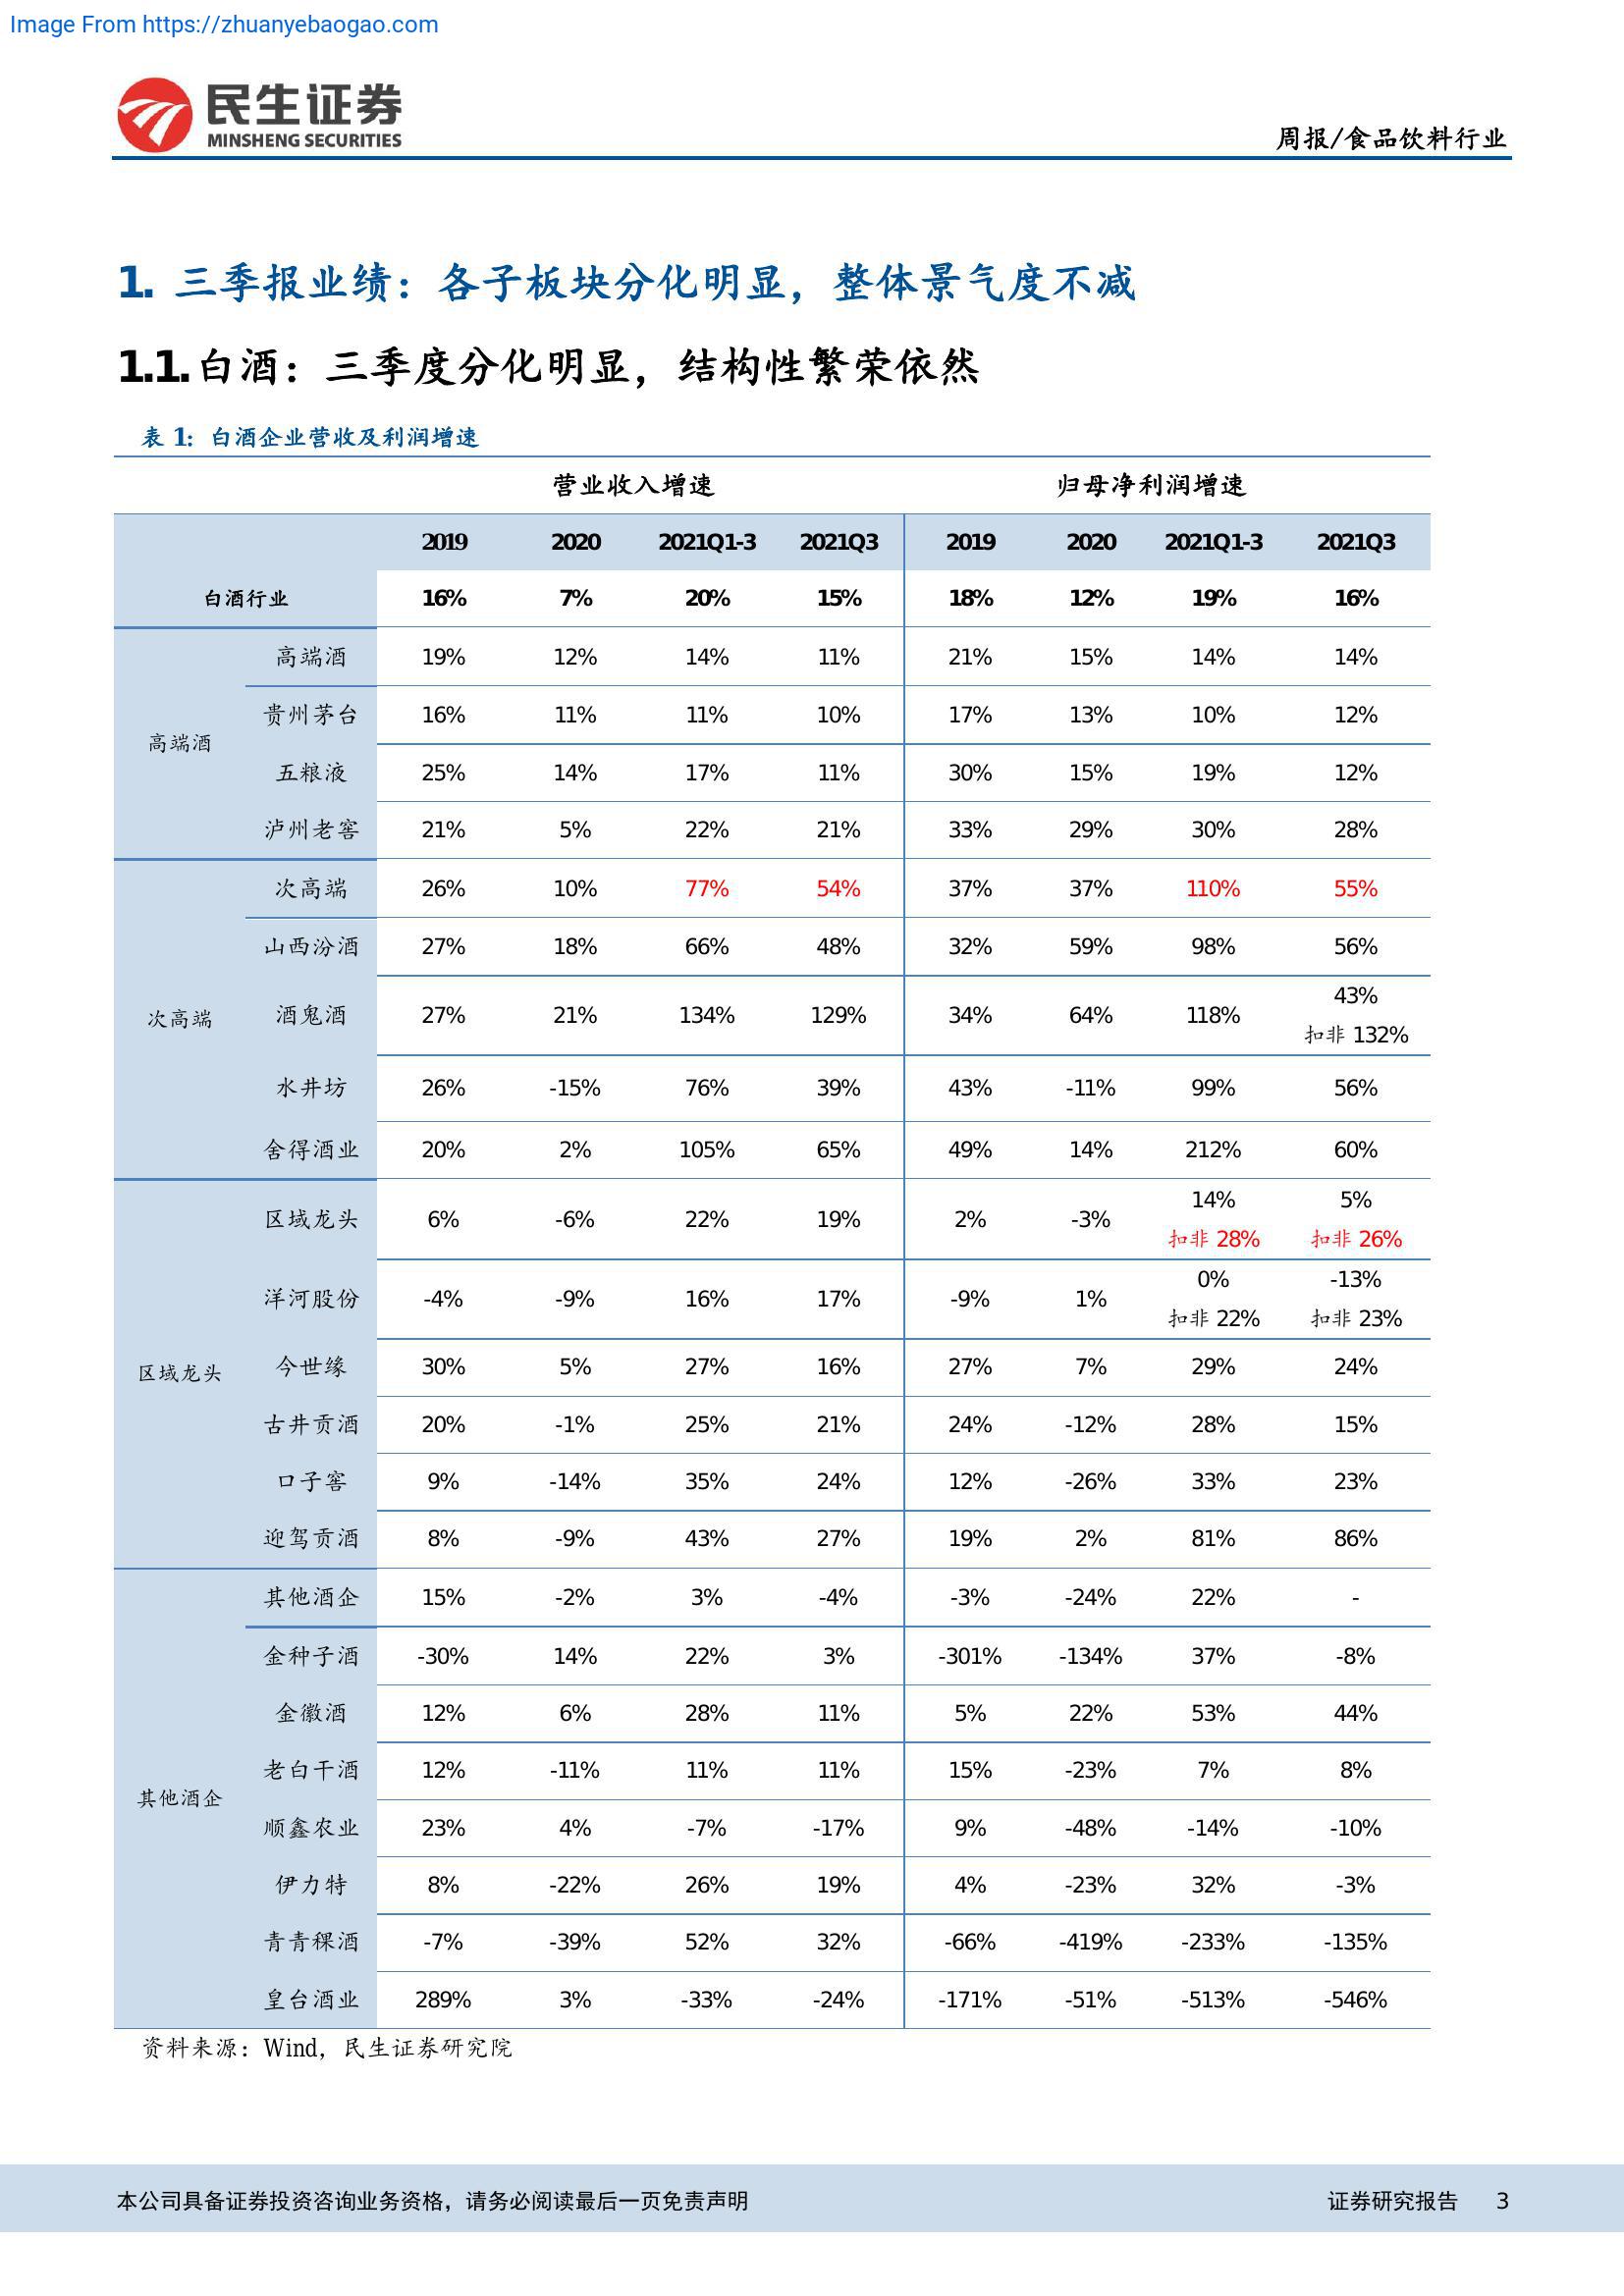 Image From https://zhuanyebaogao.com
民生证券
MINSHENG SECURITIES
周报/食品饮料行业
1. 三季报业绩：各子板块分化明显，整体景气度不减
1.1.白酒：三季度分化明显，结构性繁荣依然
表 1：白酒企业营收及利润增速
营业收入增速 归母净利润增速
2019 2020 2021Q1-3 2021Q3 2019 2020 2021Q1-3 2021Q3
白酒行业 16% 7% 20% 15% 18% 12% 19% 16%
高端酒
高端酒 19% 12% 14% 11% 21% 15% 14% 14%
贵州茅台 16% 11% 11% 10% 17% 13% 10% 12%
五粮液 25% 14% 17% 11% 30% 15% 19% 12%
泸州老窖 21% 5% 22% 21% 33% 29% 30% 28%
次高端
次高端 26% 10% 77% 54% 37% 37% 110% 55%
山西汾酒 27% 18% 66% 48% 32% 59% 98% 56%
酒鬼酒 27% 21% 134% 129% 34% 64% 118% 43%
扣非 132%
水井坊 26% -15% 76% 39% 43% -11% 99% 56%
舍得酒业 20% 2% 105% 65% 49% 14% 212% 60%
区域龙头
区域龙头 6% -6% 22% 19% 2% -3% 14% 5%
扣非 28% 扣非 26%
洋河股份 -4% -9% 16% 17% -9% 1% 0% -13%
扣非 22% 扣非 23%
今世缘 30% 5% 27% 16% 27% 7% 29% 24%
古井贡酒 20% -1% 25% 21% 24% -12% 28% 15%
口子窖 9% -14% 35% 24% 12% -26% 33% 23%
迎驾贡酒 8% -9% 43% 27% 19% 2% 81% 86%
其他酒企
其他酒企 15% -2% 3% -4% -3% -24% 22% -
金种子酒 -30% 14% 22% 3% -301% -134% 37% -8%
金徽酒 12% 6% 28% 11% 5% 22% 53% 44%
老白干酒 12% -11% 11% 11% 15% -23% 7% 8%
顺鑫农业 23% 4% -7% -17% 9% -48% -14% -10%
伊力特 8% -22% 26% 19% 4% -23% 32% -3%
青青稞酒 -7% -39% 52% 32% -66% -419% -233% -135%
皇台酒业 289% 3% -33% -24% -171% -51% -513% -546%
资料来源：Wind，民生证券研究院
本公司具备证券投资咨询业务资格，请务必阅读最后一页免责声明 证券研究报告 3